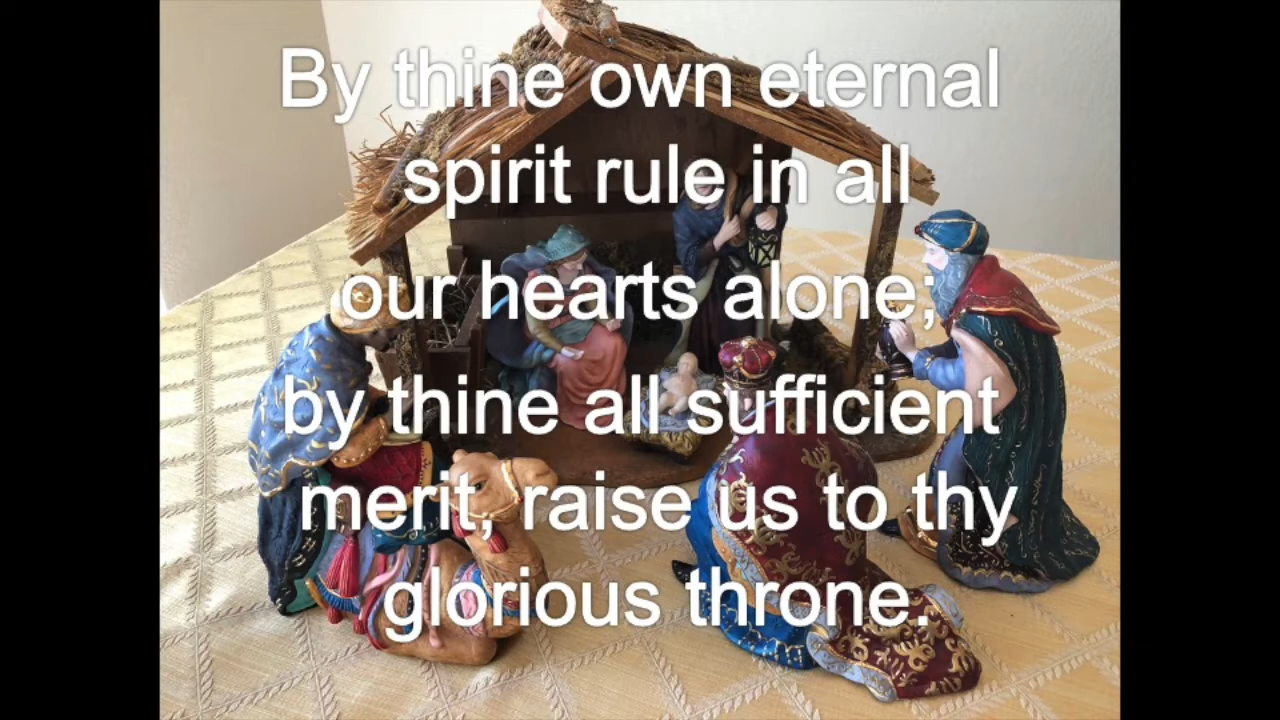 By thine own eternal
spirit rule in all
our hearts alone;
by thine all sufficient
merit, raise us to thy
glorious throne.